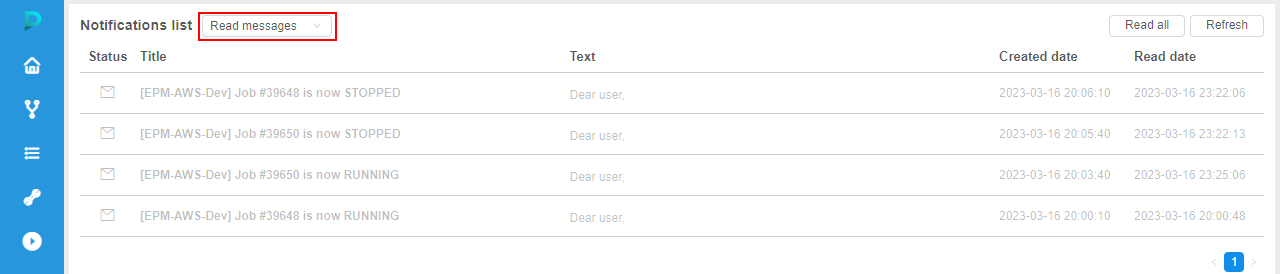 Notifications list Read messages Read all Refresh
Status Title Text Created date Read date
[EPM-AWS-Dev] Job #39648 is now STOPPED Dear user, 2023-03-16 20:06:10 2023-03-16 23:22:06
[EPM-AWS-Dev] Job #39650 is now STOPPED Dear user, 2023-03-16 20:05:40 2023-03-16 23:22:13
[EPM-AWS-Dev] Job #39650 is now RUNNING Dear user, 2023-03-16 20:03:40 2023-03-16 23:25:06
[EPM-AWS-Dev] Job #39648 is now RUNNING Dear user, 2023-03-16 20:00:10 2023-03-16 20:00:48
1